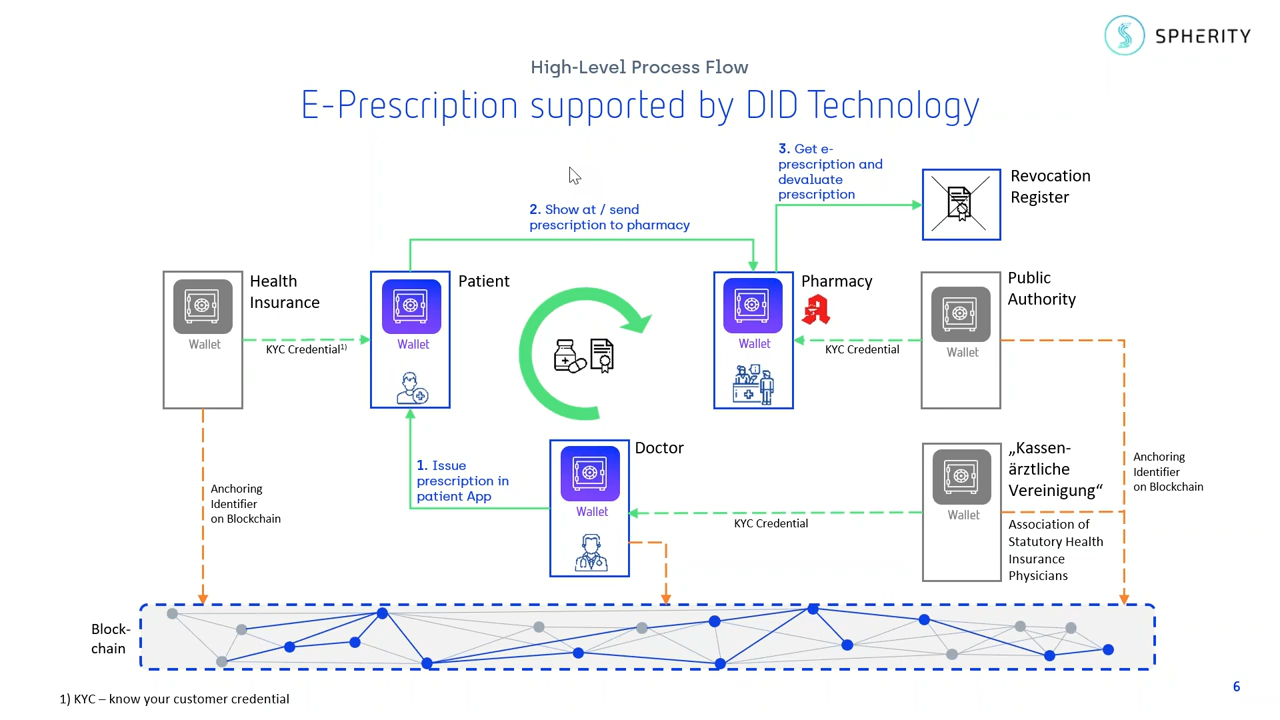 SPHERITY
High-Level Process Flow
E-Prescription supported by DID Technology
3. Get e-
prescription and
devaluate
prescription
Revocation
Register
2. Show at / send
prescription to pharmacy
Health
Insurance
Wallet
KYC Credential1)
Patient
Wallet
Pharmacy
Wallet
KYC Credential
Public
Authority
Wallet
1. Issue
prescription in
patient App
Doctor
Wallet
KYC Credential
„Kassen-
ärztliche
Vereinigung“
Wallet
Association of
Statutory Health
Insurance
Physicians
Anchoring
Identifier
on Blockchain
Anchoring
Identifier
on Blockchain
Block-
chain
1) KYC – know your customer credential
6